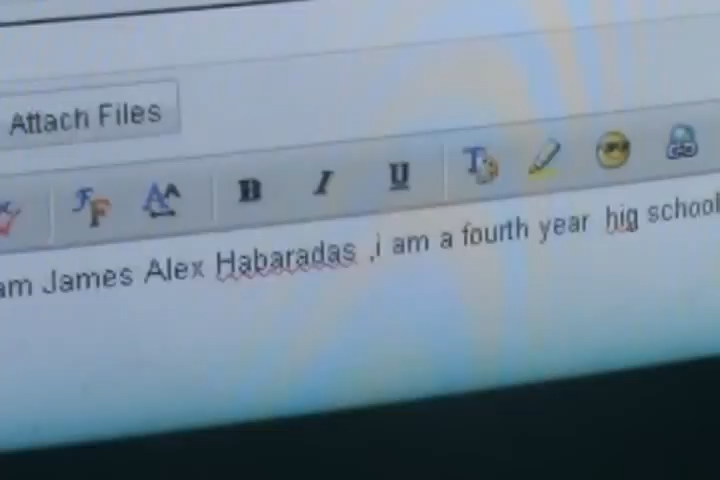 Attach Files
B I U
am James Alex Habaradas ,i am a fourth year hig school